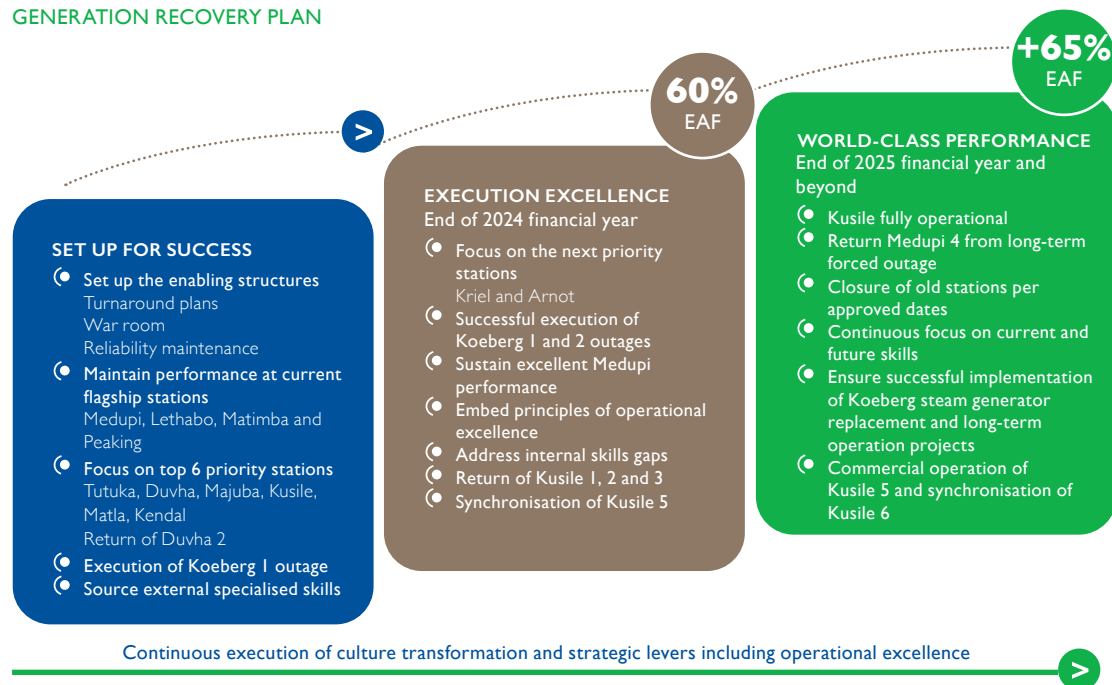 GENERATION RECOVERY PLAN
>
SET UP FOR SUCCESS
Set up the enabling structures
Turnaround plans
War room
Reliability maintenance
Maintain performance at current
flagship stations
Medupi, Lethabo, Matimba and
Peaking
Focus on top 6 priority stations
Tutuka, Duvha, Majuba, Kusile,
Matla, Kendal
Return of Duvha 2
Execution of Koeberg 1 outage
Source external specialised skills
60%
EAF
EXECUTION EXCELLENCE
End of 2024 financial year
Focus on the next priority
stations
Kriel and Arnot
Successful execution of
Koeberg 1 and 2 outages
Sustain excellent Medupi
performance
Embed principles of operational
excellence
Address internal skills gaps
Return of Kusile 1, 2 and 3
Synchronisation of Kusile 5
+65%
EAF
WORLD-CLASS PERFORMANCE
End of 2025 financial year and
beyond
Kusile fully operational
Return Medupi 4 from long-term
forced outage
Closure of old stations per
approved dates
Continuous focus on current and
future skills
Ensure successful implementation
of Koeberg steam generator
replacement and long-term
operation projects
Commercial operation of
Kusile 5 and synchronisation of
Kusile 6
Continuous execution of culture transformation and strategic levers including operational excellence
>